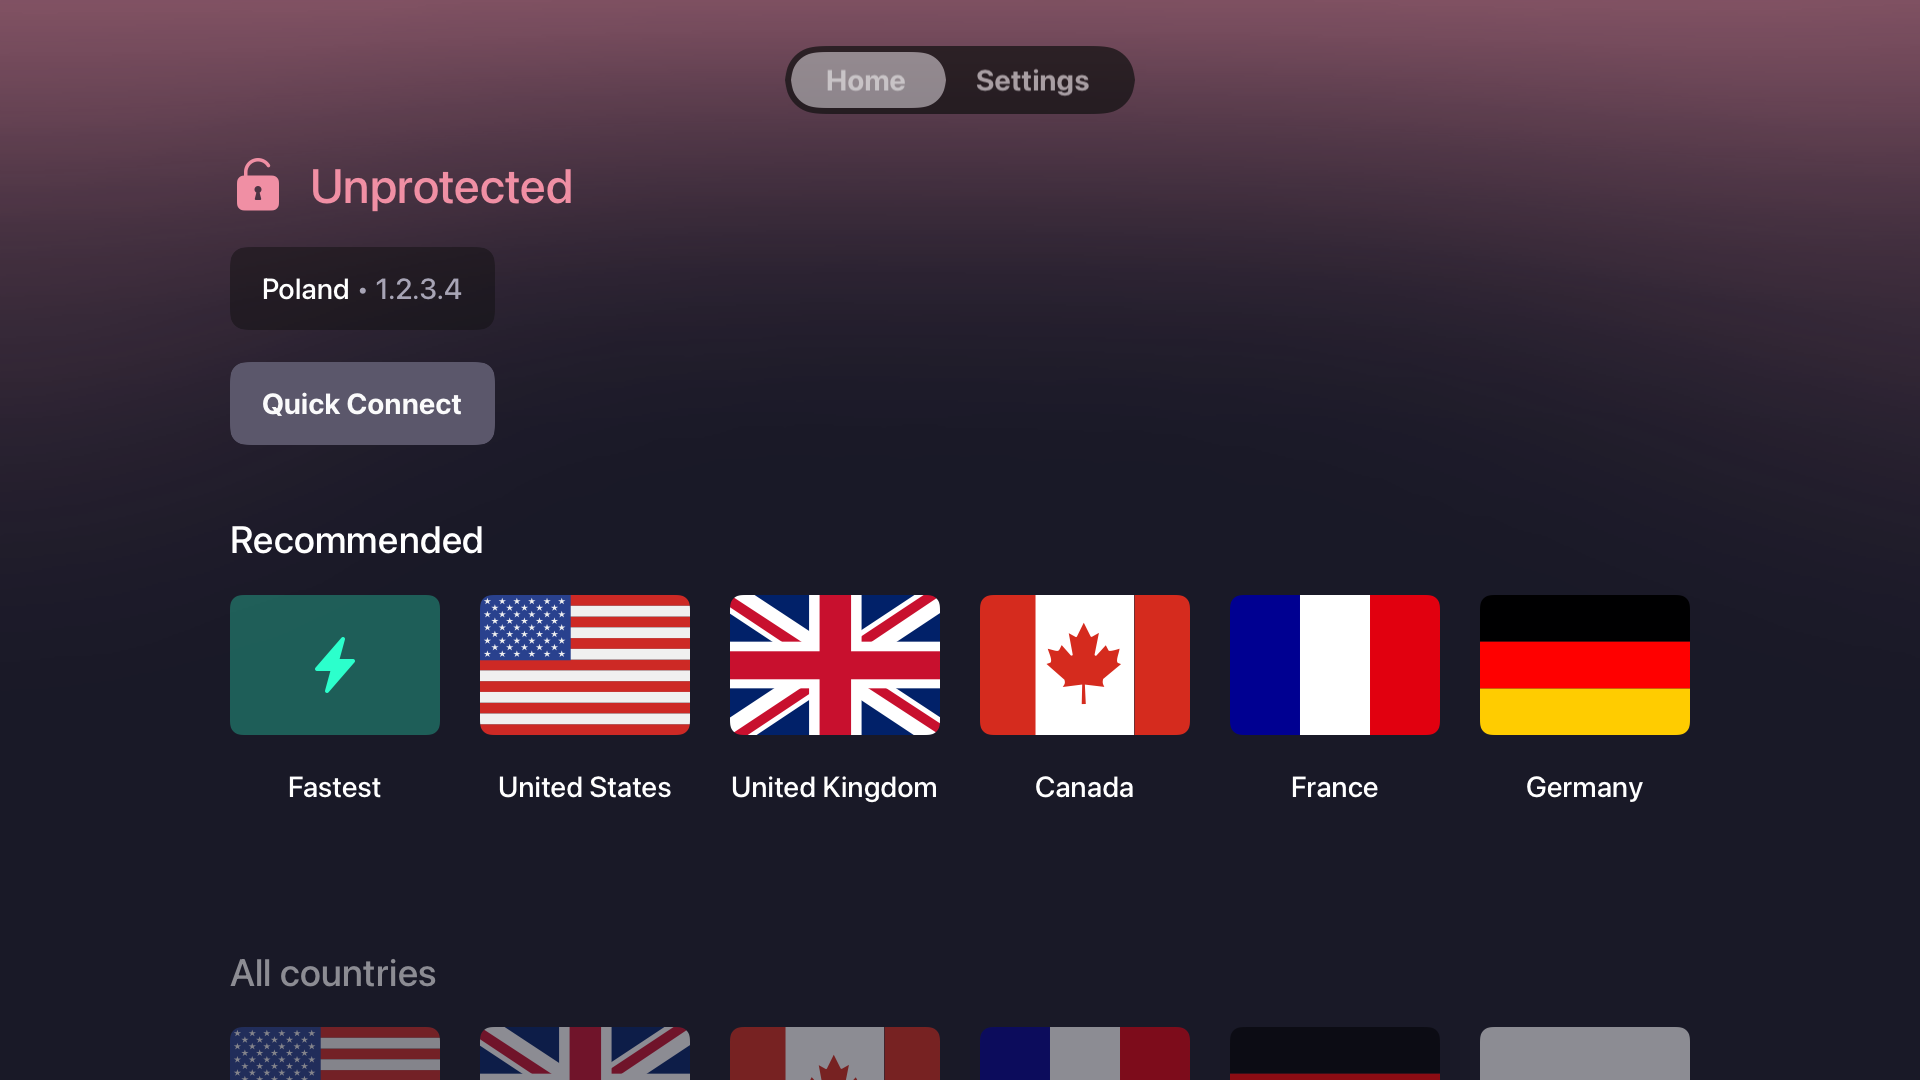 Home
Settings
Unprotected
Poland • 1.2.3.4
Quick Connect
Recommended
Fastest
United States
United Kingdom
Canada
France
Germany
All countries